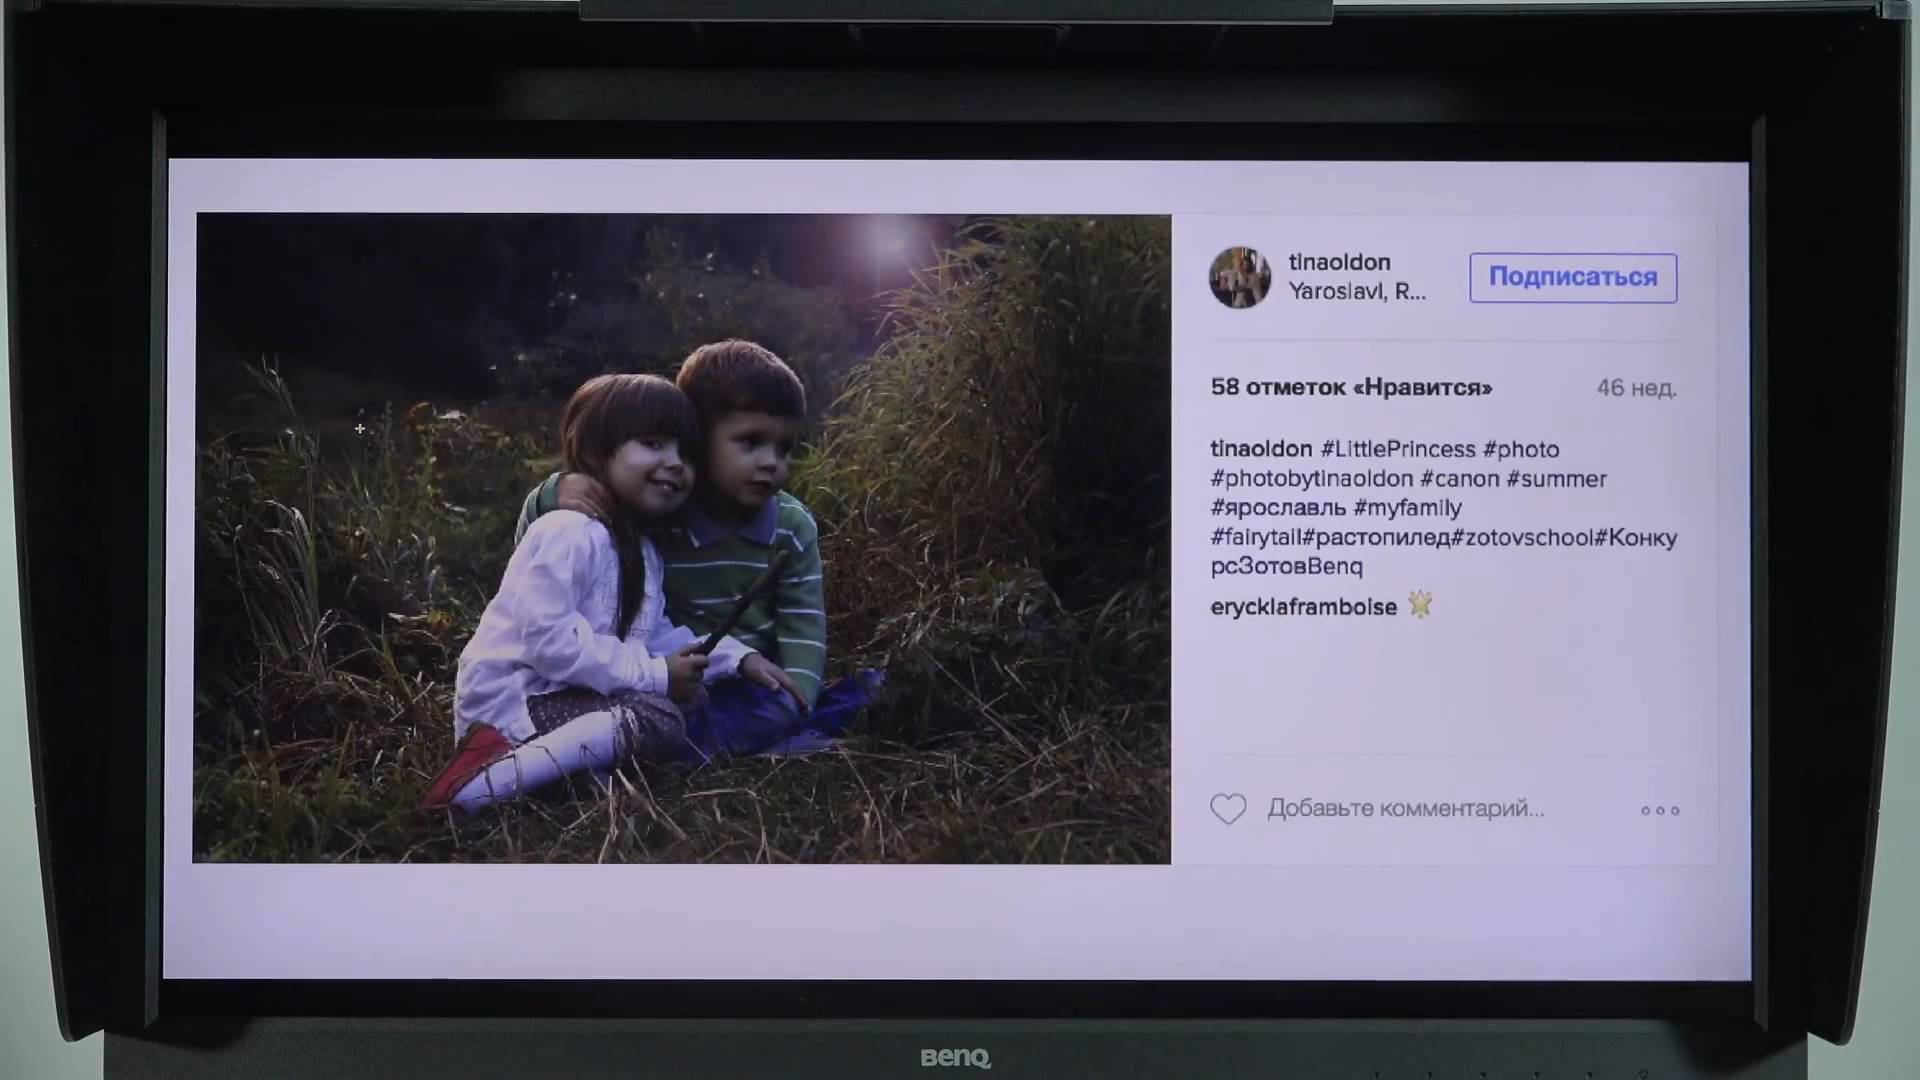 tinaoldon
Yaroslavl, R...
Подписаться
58 отметок «Нравится»
46 нед.
tinaoldon #LittlePrincess #photo
#photobytinaoldon #canon #summer
#ярославль #myfamily
#fairytail#растопилед#zotovschool#Конку
рсЗотовBenq
erycklaframboise
Добавьте комментарий...
BenQ